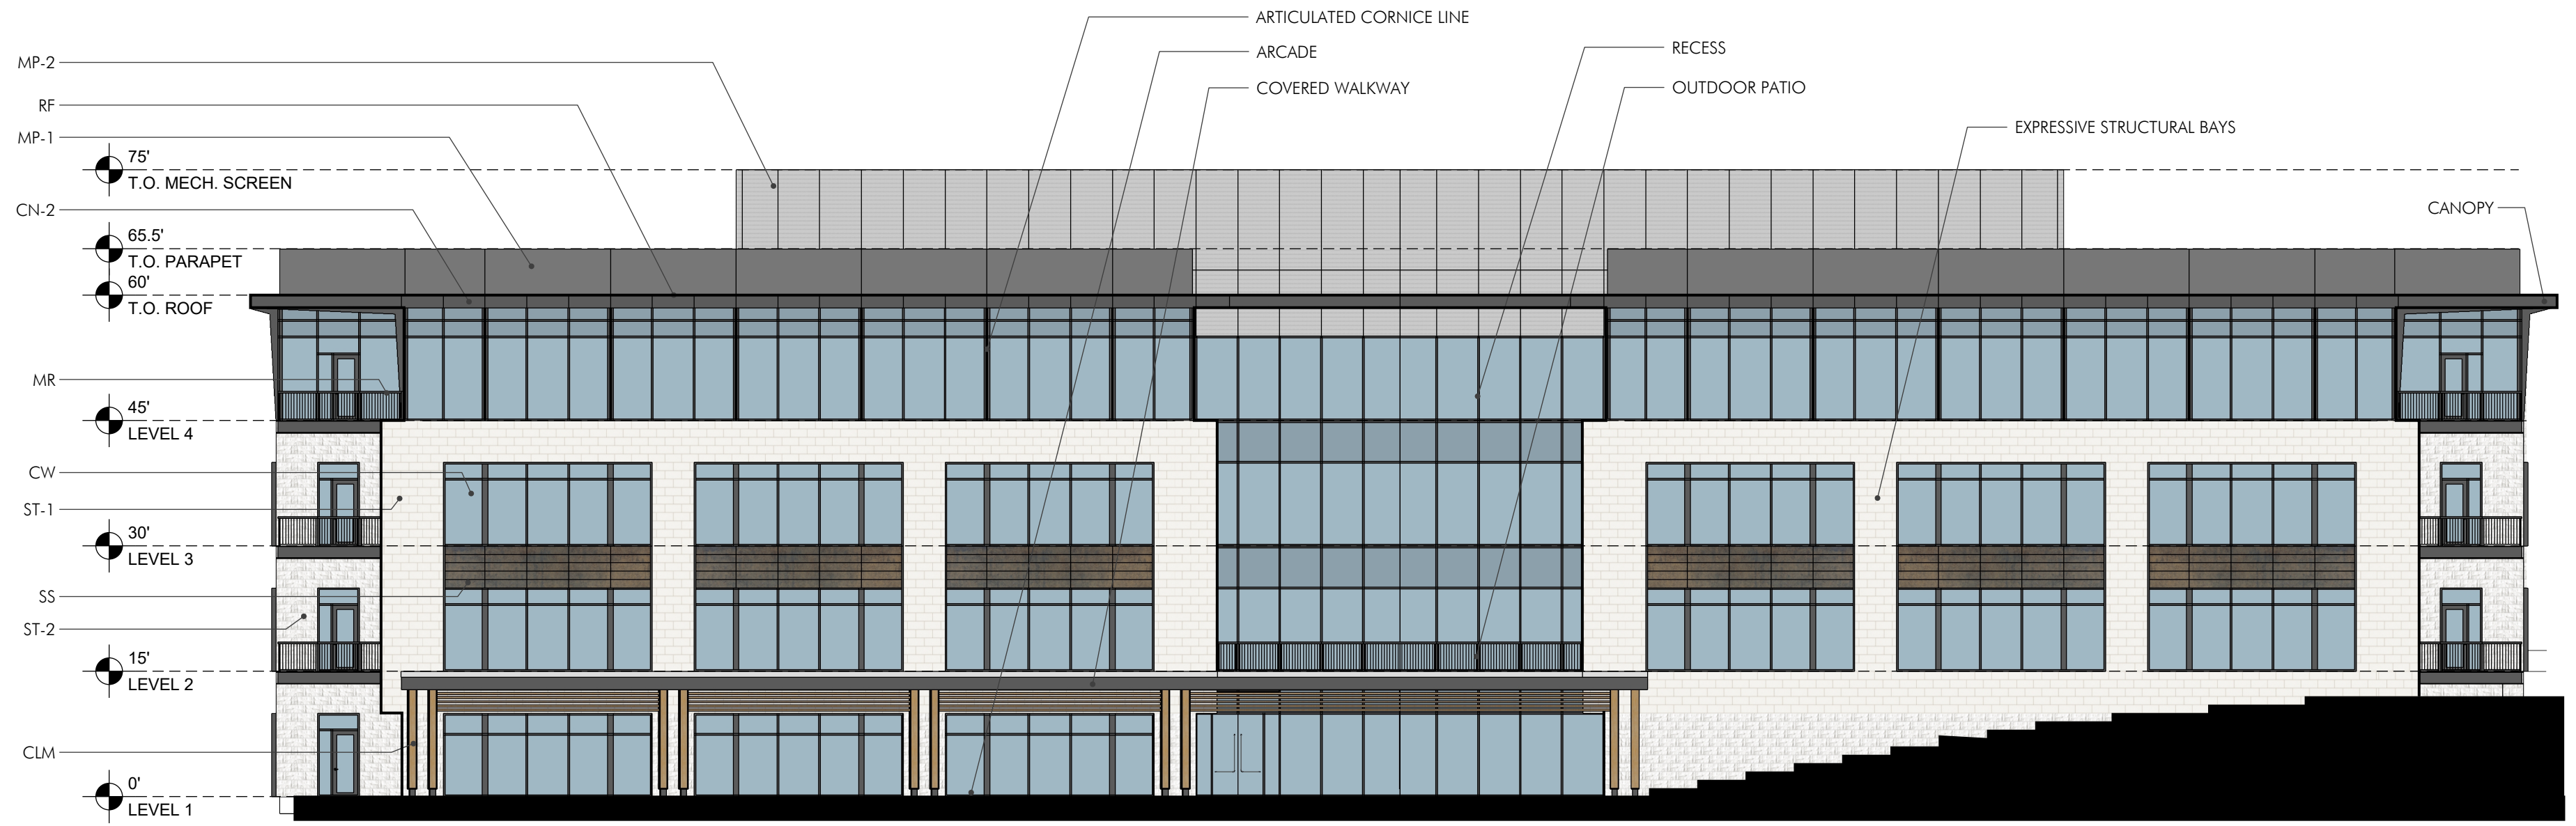 ARTICULATED CORNICE LINE
ARCADE
RECESS
MP-2
COVERED WALKWAY
OUTDOOR PATIO
RF
EXPRESSIVE STRUCTURAL BAYS
MP-1
75'
T.O. MECH. SCREEN
CN-2
CANOPY
65.5'
T.O. PARAPET
60'
T.O. ROOF
MR
45'
LEVEL 4
CW
ST-1
30'
LEVEL 3
SS
ST-2
15'
LEVEL 2
CLM
0'
LEVEL 1